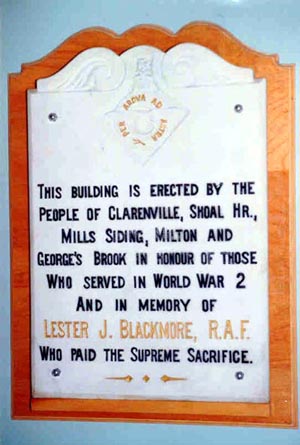 PER ARDVA AD ASTRA
THIS BUILDING IS ERECTED BY THE
PEOPLE OF CLARENVILLE, SHOAL HR.,
MILLS SIDING, MILTON AND
GEORGE'S BROOK IN HONOUR OF THOSE
WHO SERVED IN WORLD WAR 2
AND IN MEMORY OF
LESTER J. BLACKMORE, R.A.F.
WHO PAID THE SUPREME SACRIFICE.